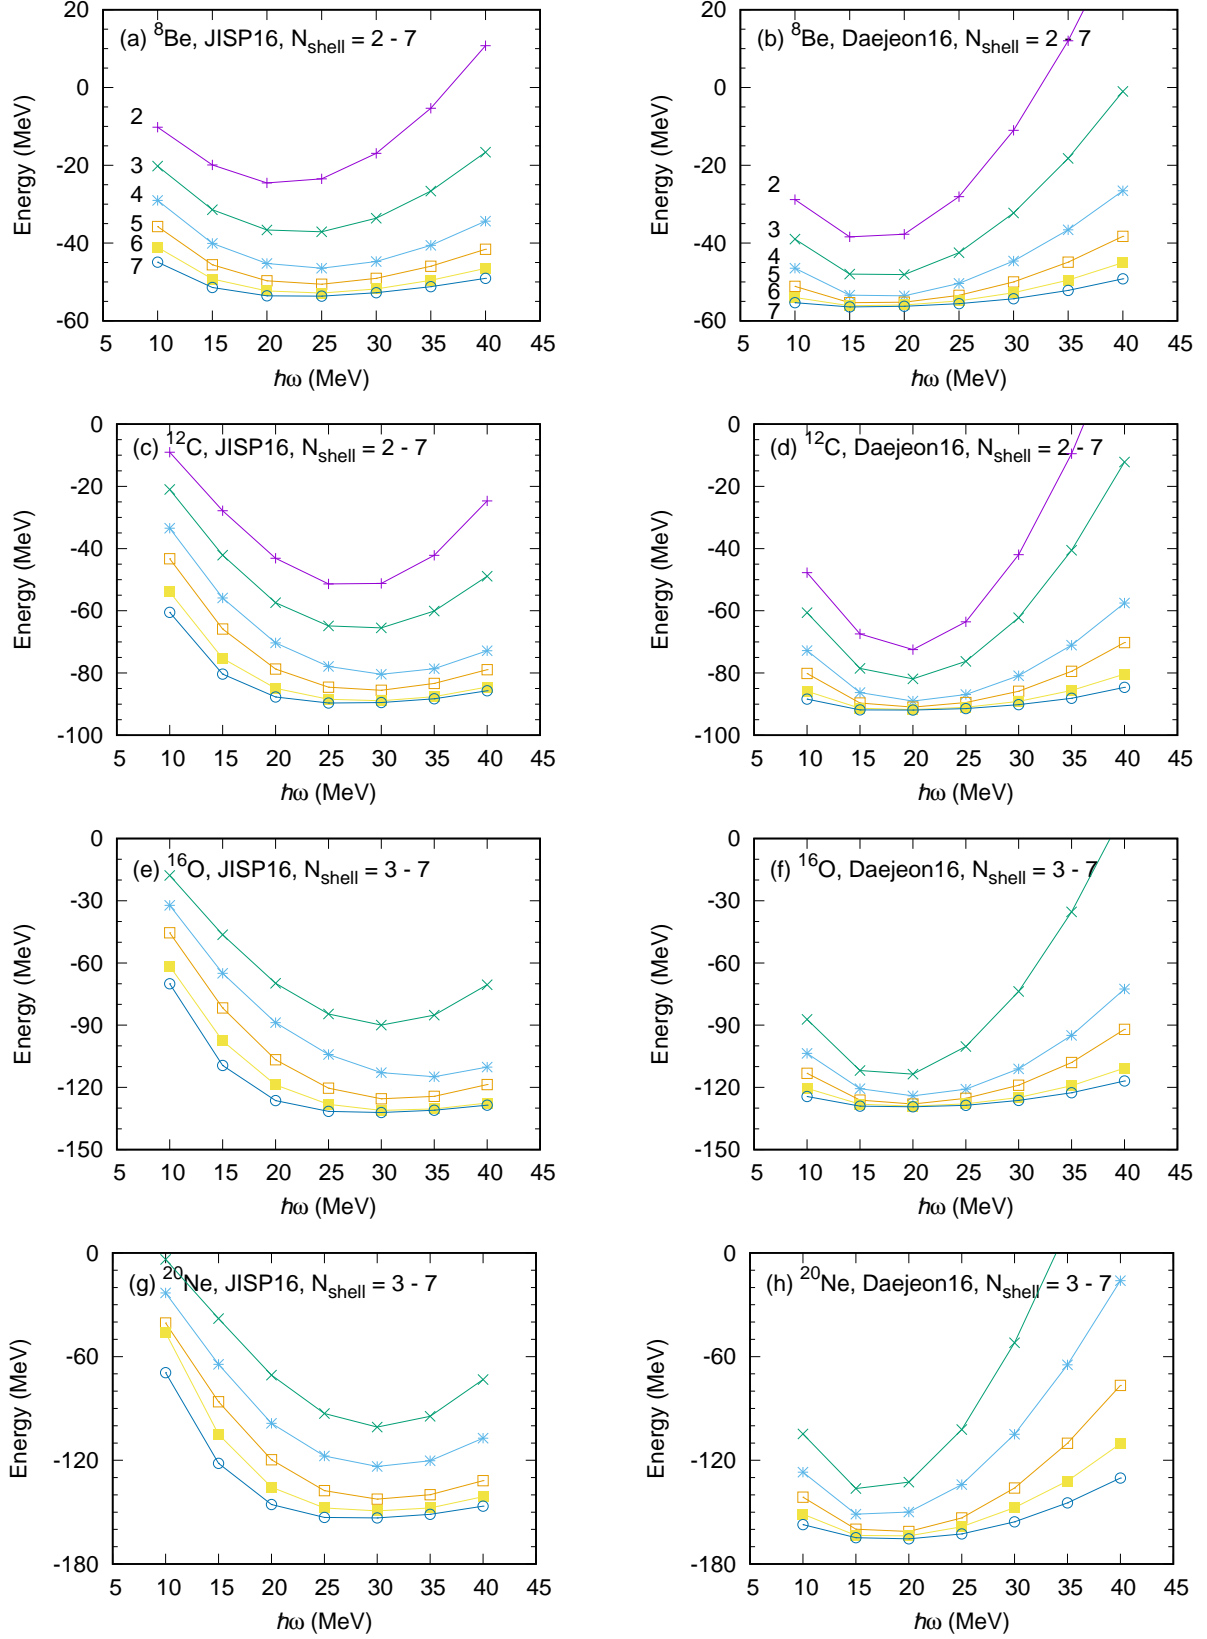 (a) ⁸Be, JISP16, N_shell = 2 - 7
20
0
-20
-40
-60
Energy (MeV)
2
3
4
5
6
7
5 10 15 20 25 30 35 40 45
ħω (MeV)
(b) ⁸Be, Daejeon16, N_shell = 2 - 7
20
0
-20
-40
-60
Energy (MeV)
2
3
4
5
6
7
5 10 15 20 25 30 35 40 45
ħω (MeV)
(c) ¹²C, JISP16, N_shell = 2 - 7
0
-20
-40
-60
-80
-100
Energy (MeV)
5 10 15 20 25 30 35 40 45
ħω (MeV)
(d) ¹²C, Daejeon16, N_shell = 2 - 7
0
-20
-40
-60
-80
-100
Energy (MeV)
5 10 15 20 25 30 35 40 45
ħω (MeV)
(e) ¹⁶O, JISP16, N_shell = 3 - 7
0
-30
-60
-90
-120
-150
Energy (MeV)
5 10 15 20 25 30 35 40 45
ħω (MeV)
(f) ¹⁶O, Daejeon16, N_shell = 3 - 7
0
-30
-60
-90
-120
-150
Energy (MeV)
5 10 15 20 25 30 35 40 45
ħω (MeV)
(g) ²⁰Ne, JISP16, N_shell = 3 - 7
0
-60
-120
-180
Energy (MeV)
5 10 15 20 25 30 35 40 45
ħω (MeV)
(h) ²⁰Ne, Daejeon16, N_shell = 3 - 7
0
-60
-120
-180
Energy (MeV)
5 10 15 20 25 30 35 40 45
ħω (MeV)